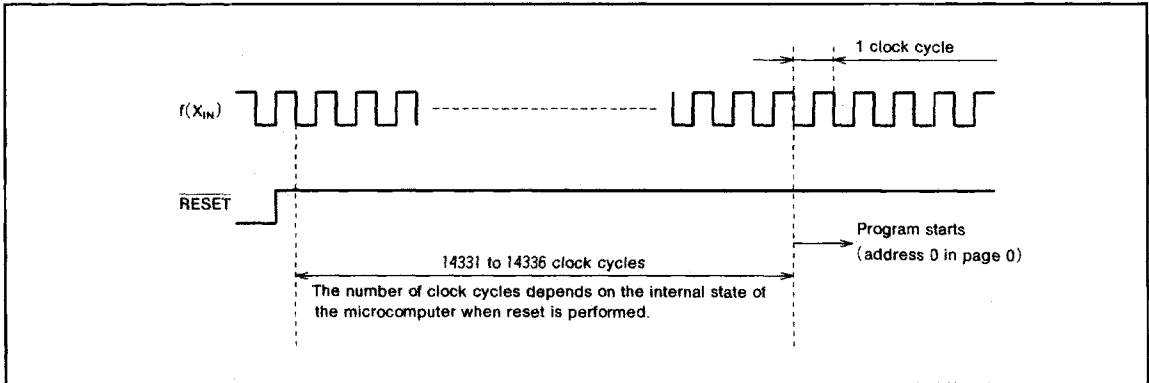 1 clock cycle
f(XIN)
RESET
Program starts
(address 0 in page 0)
14331 to 14336 clock cycles
The number of clock cycles depends on the internal state of
the microcomputer when reset is performed.